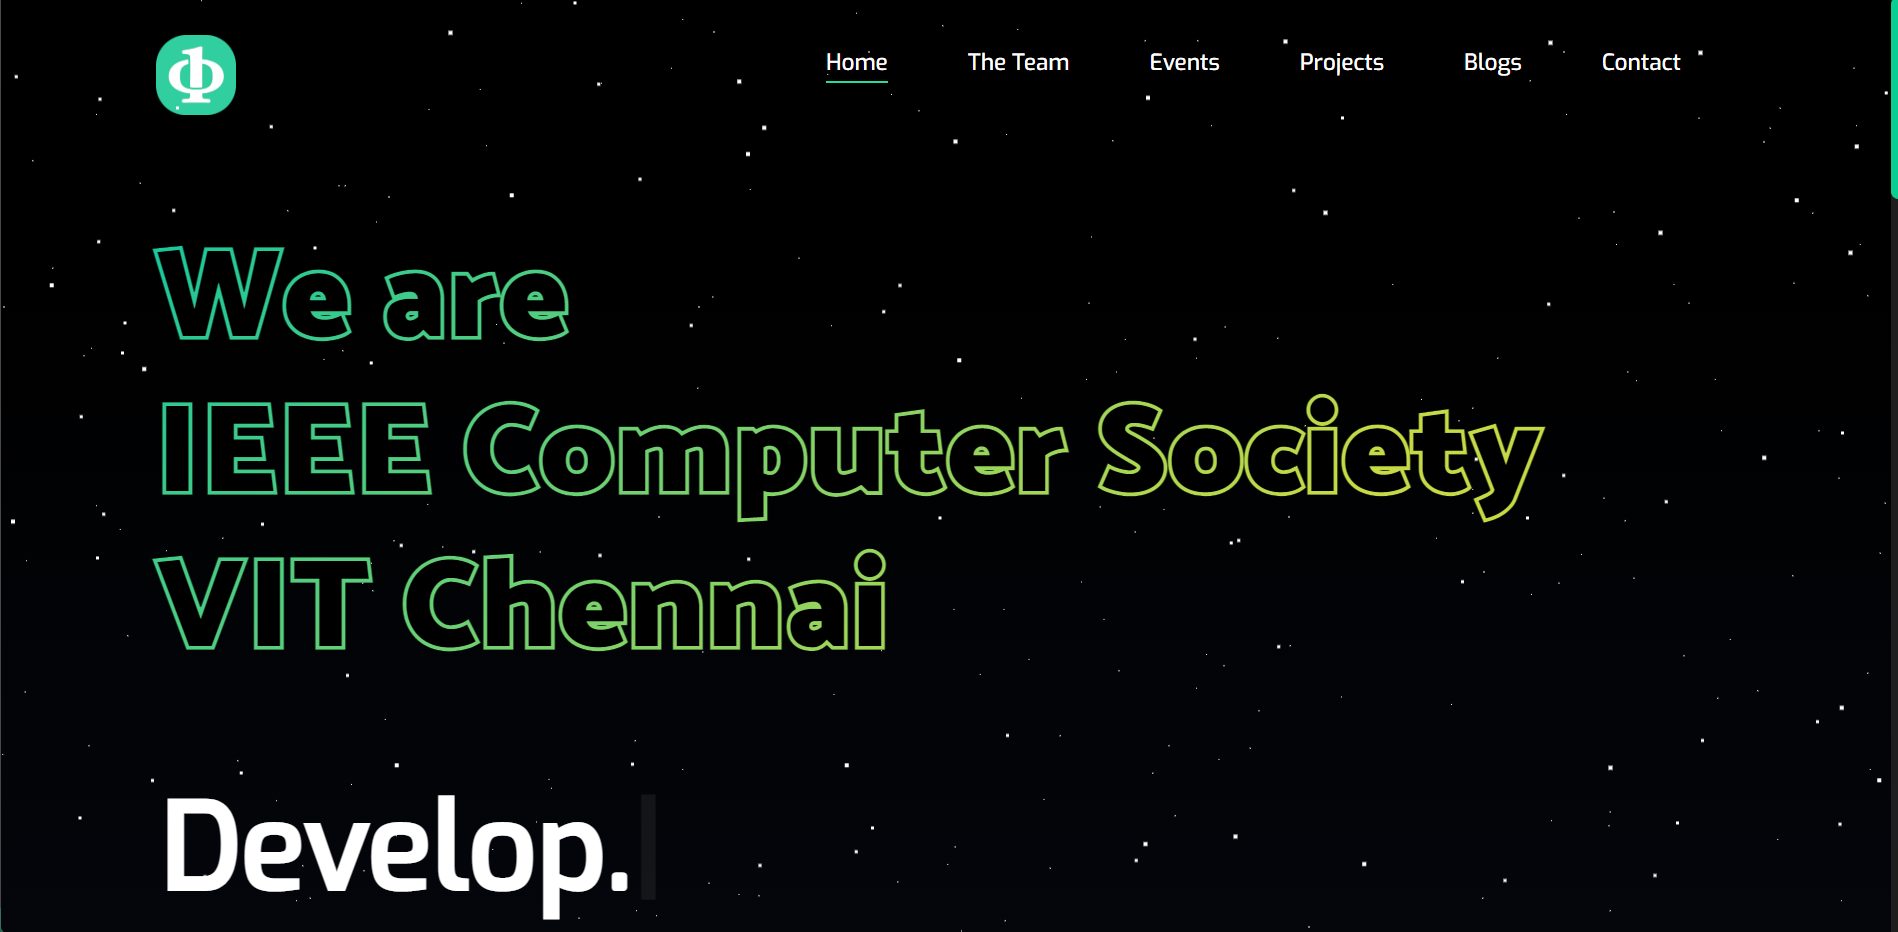 Home The Team Events Projects Blogs Contact
We are
IEEE Computer Society
VIT Chennai
Develop.